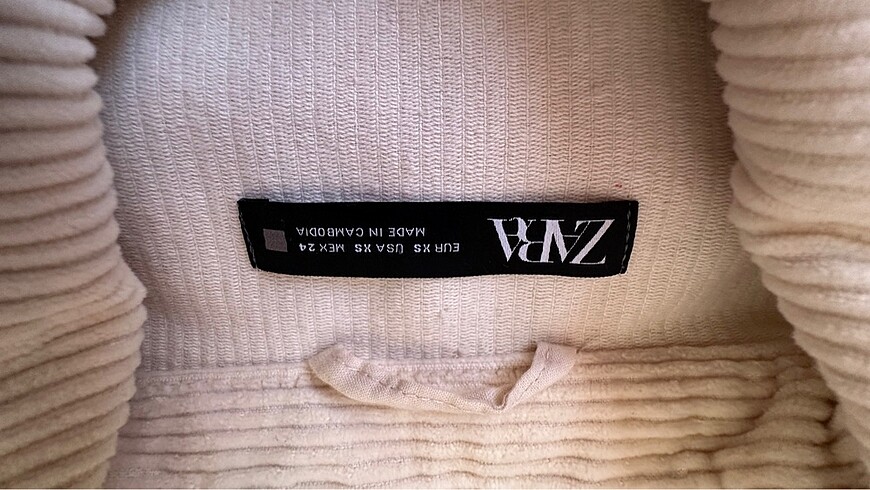 ZARA
EUR XS USA XS MEX 24
MADE IN CAMBODIA